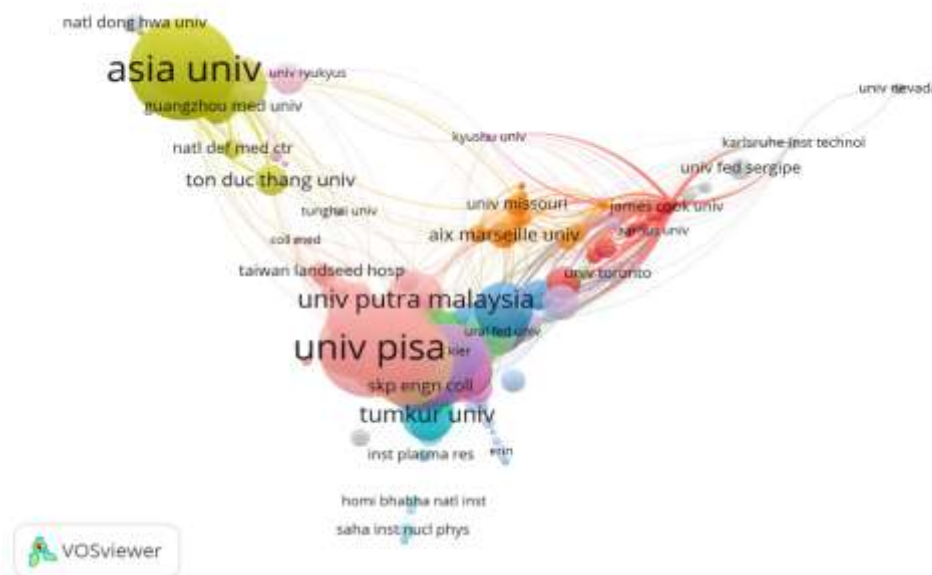 natl dong hwa univ
asia univ
univ ryukyus
univ nevada
guangzhou med univ
kyushu univ
karlsruhe inst technol
natl def med ctr
univ fed sergipe
ton duc thang univ
univ missouri
james cook univ
tunghai univ
aix marseille univ
aarhus univ
coll med
taiwan landseed hosp
univ toronto
univ putra malaysia
ural fed univ
univ pisa
kier
skp engn coll
tumkur univ
inst plasma res
homi bhabha natl inst
saha inst nucl phys
VOSviewer